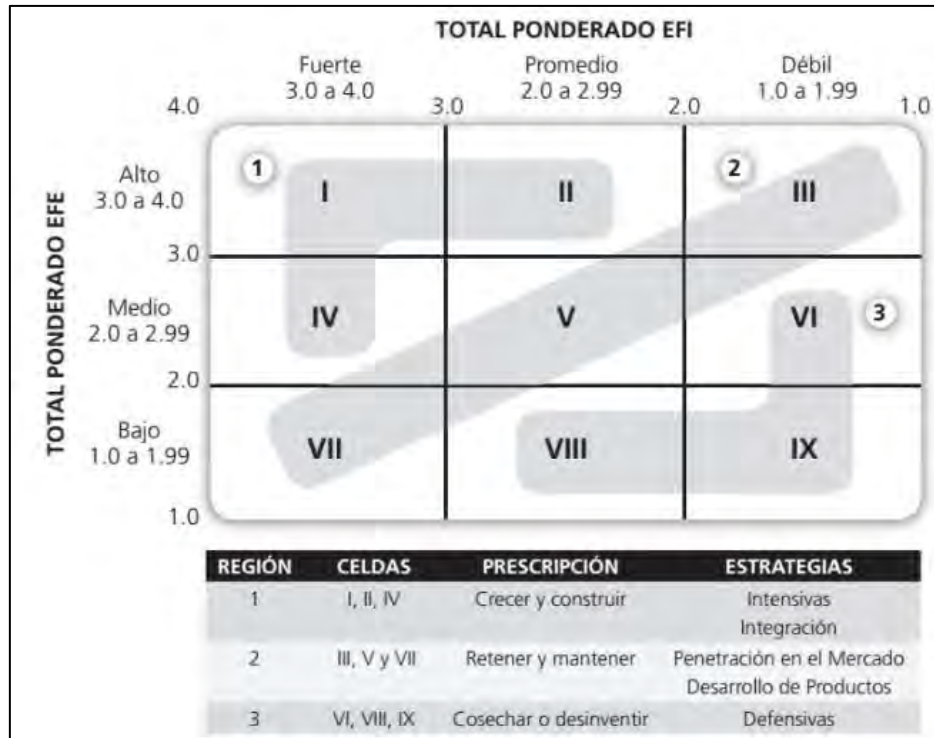 TOTAL PONDERADO EFI
Fuerte Promedio Débil
3.0 a 4.0 2.0 a 2.99 1.0 a 1.99
4.0 3.0 2.0 1.0
TOTAL PONDERADO EFE
1 2
Alto I II III
3.0 a 4.0
3.0
Medio IV V VI 3
2.0 a 2.99
2.0
Bajo VII VIII IX
1.0 a 1.99
1.0
REGIÓN CELDAS PRESCRIPCIÓN ESTRATEGIAS
1 I, II, IV Crecer y construir Intensivas
Integración
2 III, V y VII Retener y mantener Penetración en el Mercado
Desarrollo de Productos
3 VI, VIII, IX Cosechar o desinventir Defensivas